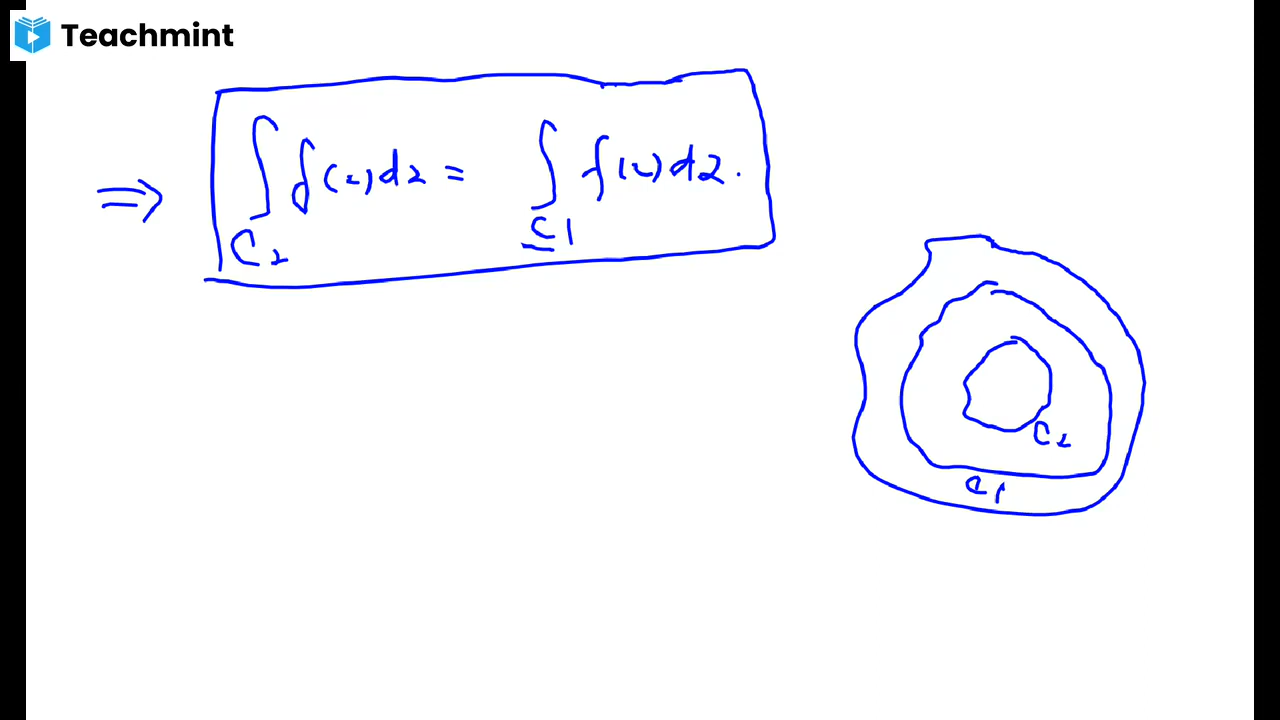 Teachmint
⇒ ∫_{C2} f(z)dz = ∫_{C1} f(z)dz.
C2
C1